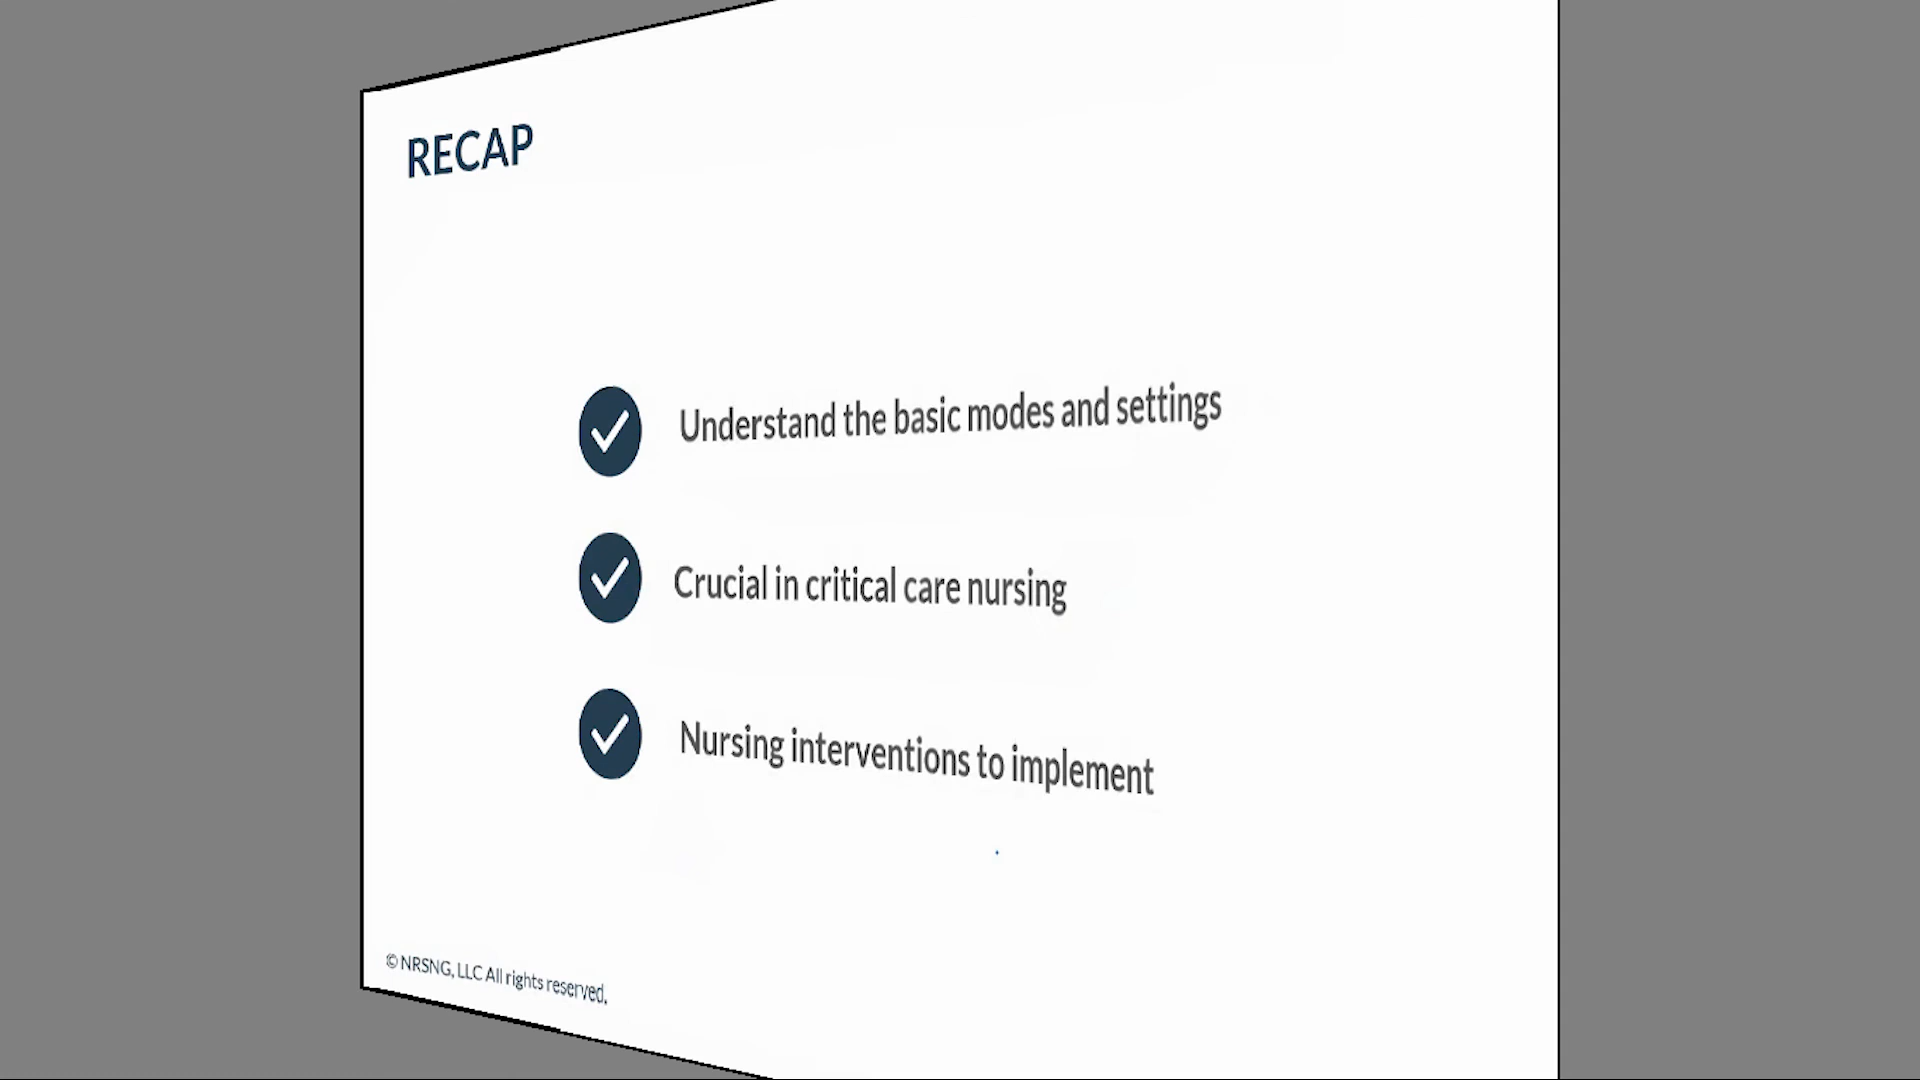 RECAP
Understand the basic modes and settings
Crucial in critical care nursing
Nursing interventions to implement
© NRSNG, LLC All rights reserved.